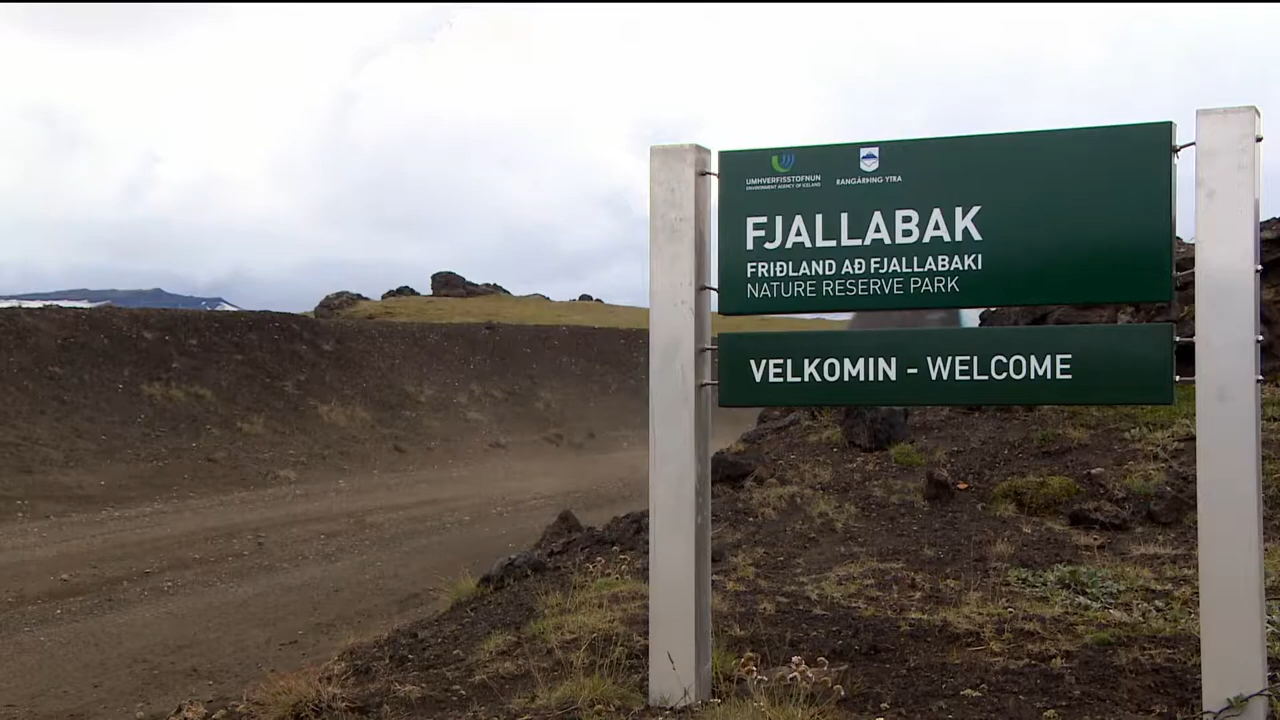 UMHVERFISSTOFNUN
ENVIRONMENT AGENCY OF ICELAND
RANGÁRÞING YTRA
FJALLABAK
FRIÐLAND AÐ FJALLABAKI
NATURE RESERVE PARK
VELKOMIN - WELCOME